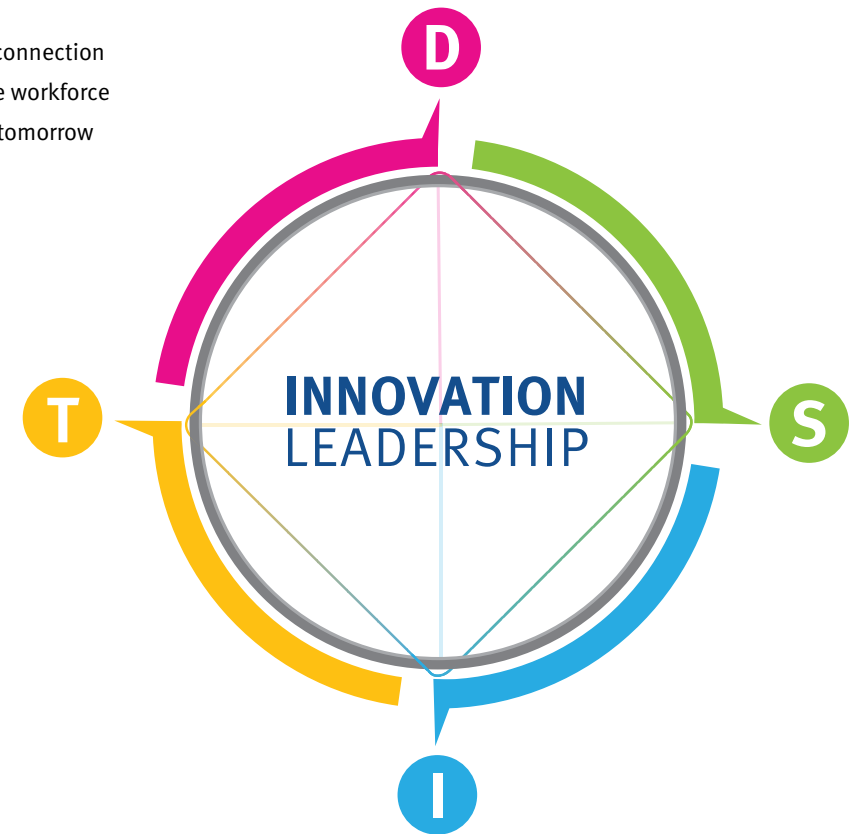 connection
workforce
tomorrow
D
T
INNOVATION
LEADERSHIP
S
I